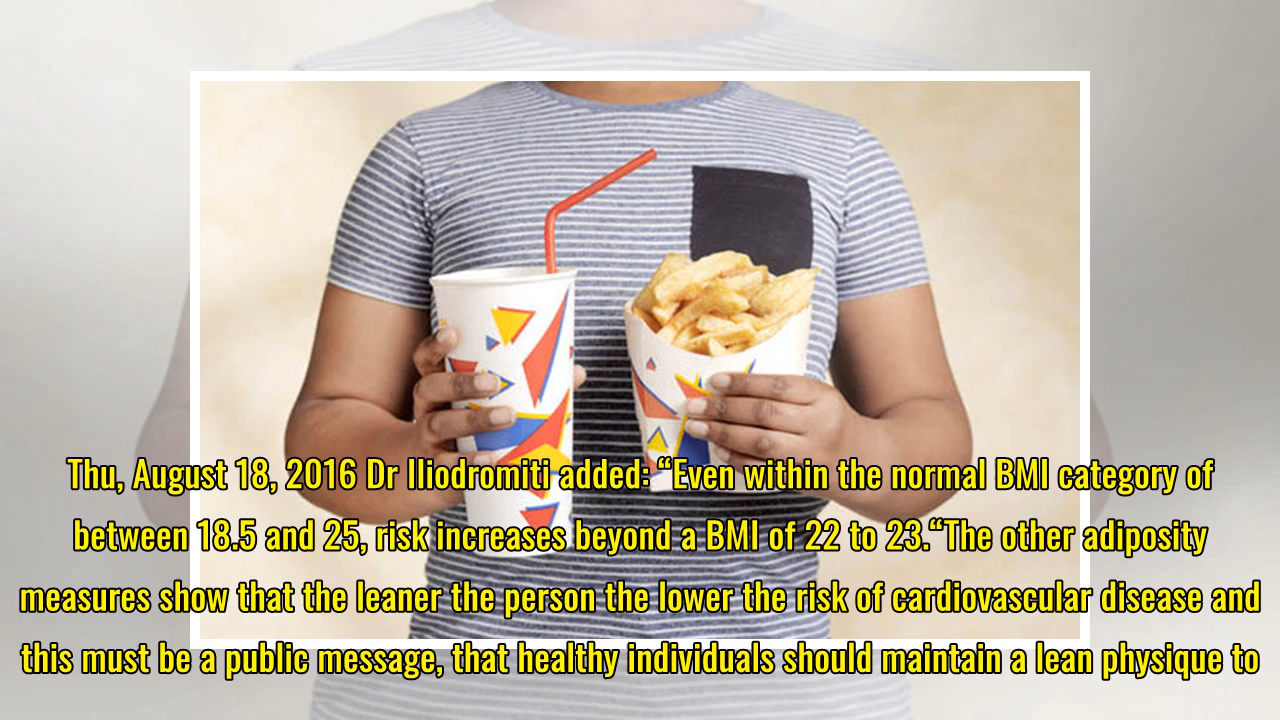 Thu, August 18, 2016 Dr Iliodromiti added: “Even within the normal BMI category of
between 18.5 and 25, risk increases beyond a BMI of 22 to 23.“The other adiposity
measures show that the leaner the person the lower the risk of cardiovascular disease and
this must be a public message, that healthy individuals should maintain a lean physique to